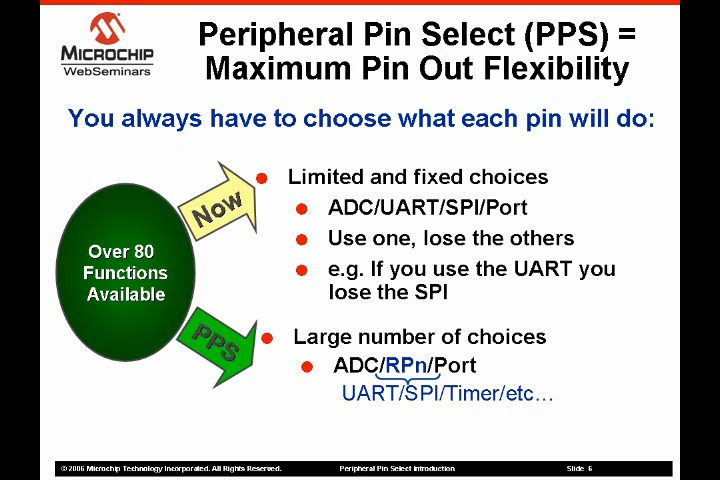 Peripheral Pin Select (PPS) =
Maximum Pin Out Flexibility
MICROCHIP
WebSeminars
You always have to choose what each pin will do:
Now
Over 80
Functions
Available
PPS
Limited and fixed choices
ADC/UART/SPI/Port
Use one, lose the others
e.g. If you use the UART you
lose the SPI
Large number of choices
ADC/RPn/Port
UART/SPI/Timer/etc…
© 2006 Microchip Technology Incorporated. All Rights Reserved. Peripheral Pin Select Introduction Slide 6